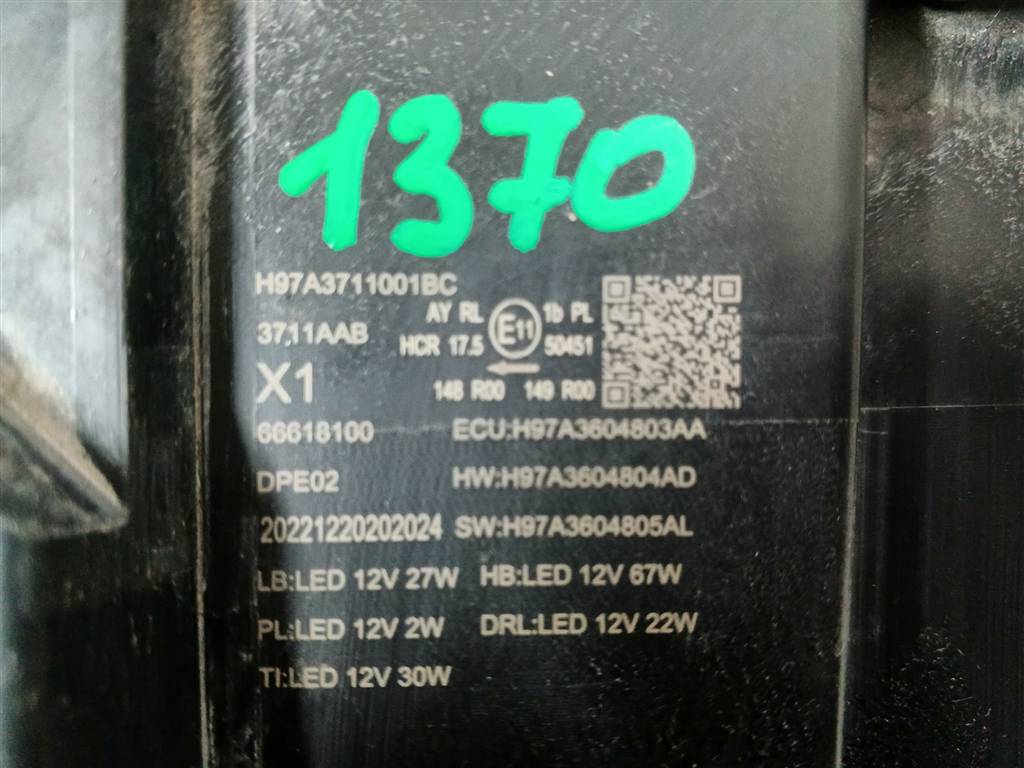 1370
H97A3711001BC
AY RL E11 1b PL
3711AAB
HCR 17.5 50451
X1
148 R00 149 R00
66618100 ECU:H97A3604803AA
DPE02 HW:H97A3604804AD
20221220202024 SW:H97A3604805AL
LB:LED 12V 27W HB:LED 12V 67W
PL:LED 12V 2W DRL:LED 12V 22W
TI:LED 12V 30W